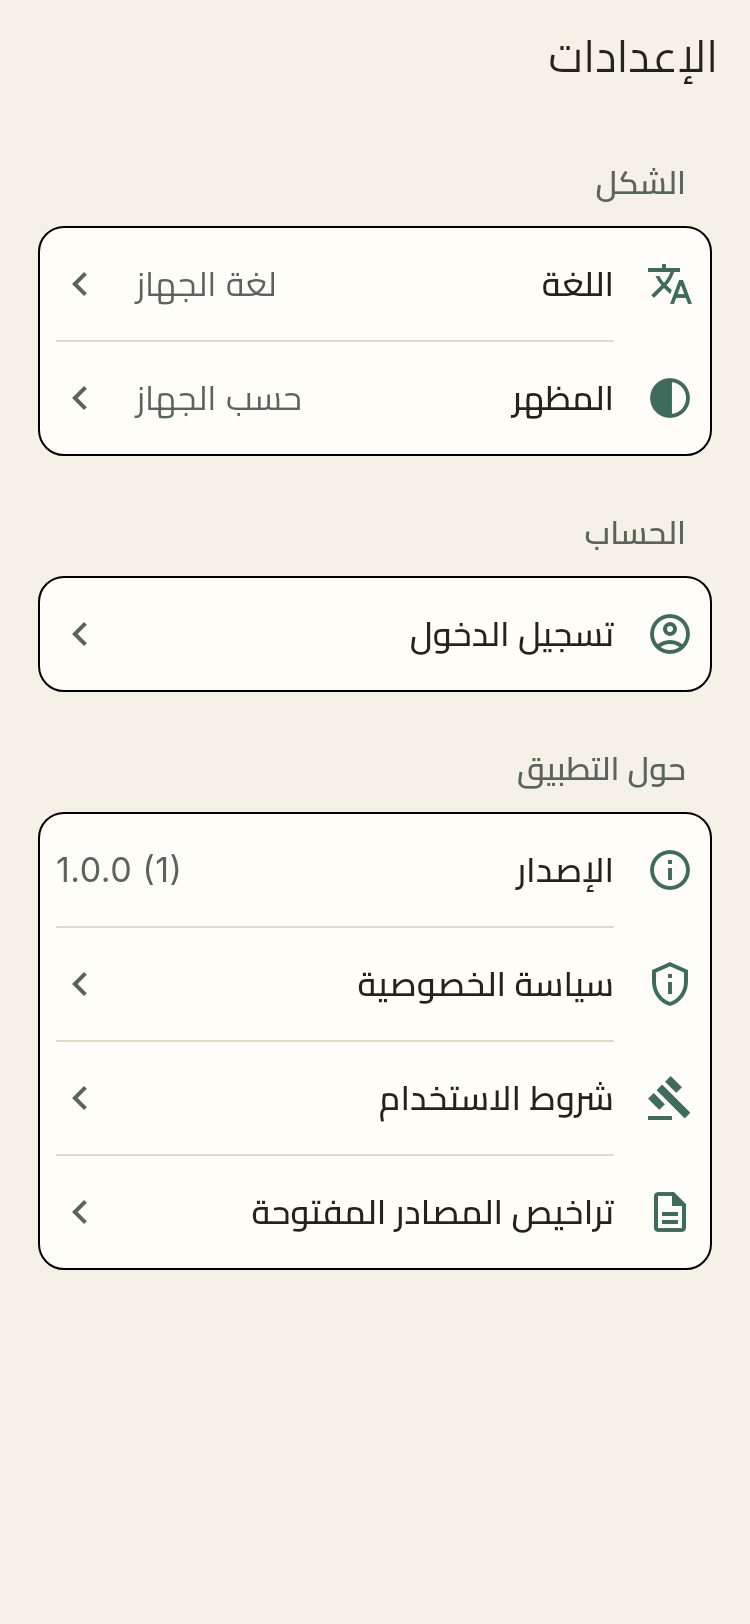 الإعدادات
الشكل
اللغة لغة الجهاز
المظهر حسب الجهاز
الحساب
تسجيل الدخول
حول التطبيق
الإصدار 1.0.0 (1)
سياسة الخصوصية
شروط الاستخدام
تراخيص المصادر المفتوحة